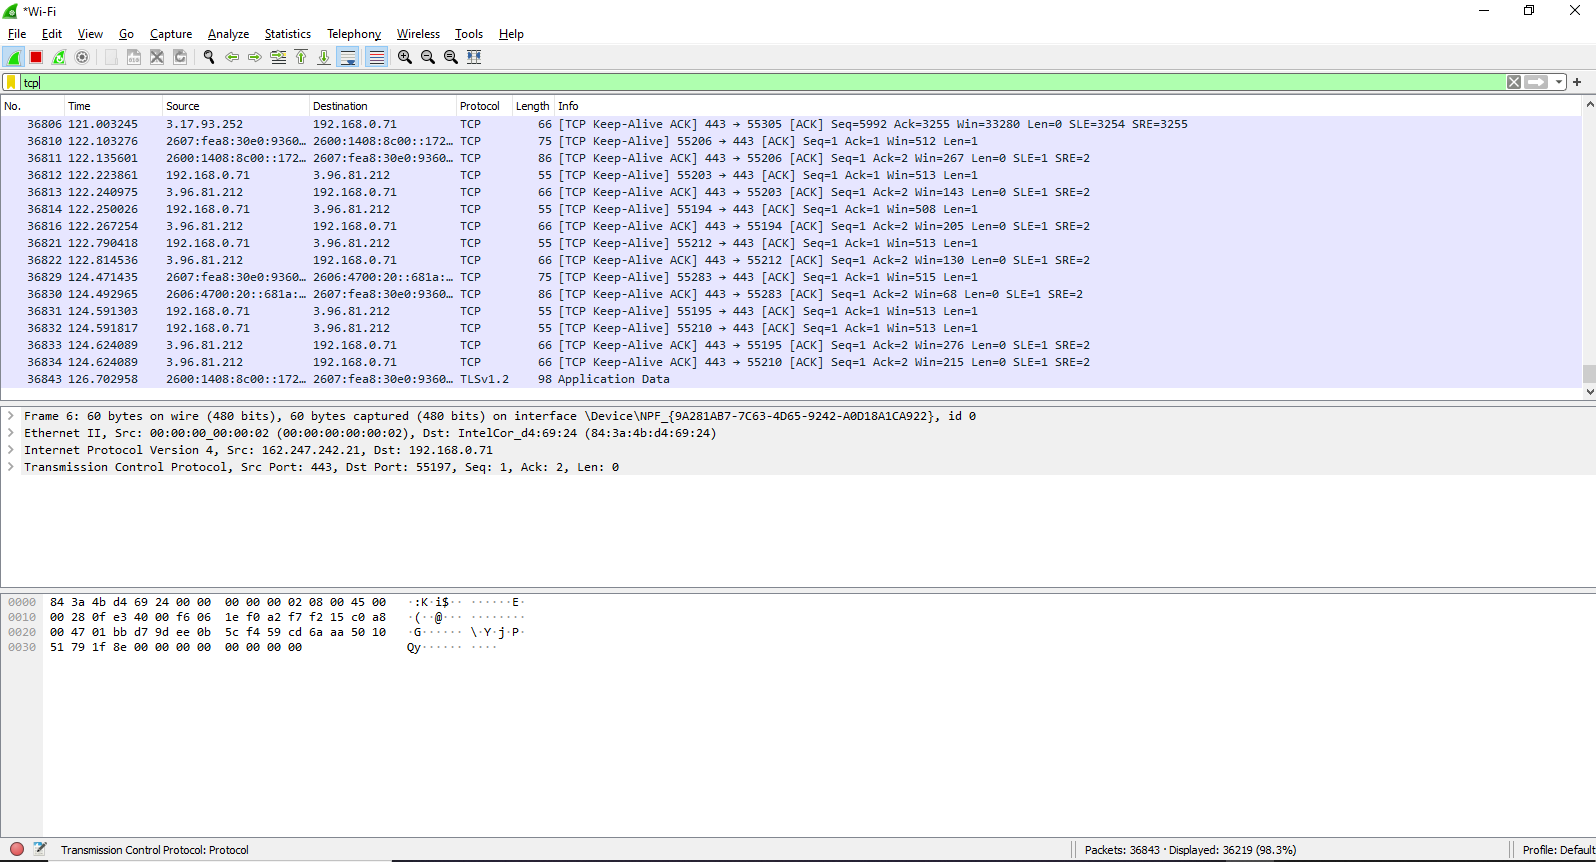 *Wi-Fi
File Edit View Go Capture Analyze Statistics Telephony Wireless Tools Help
tcp
No. Time Source Destination Protocol Length Info
36806 121.003245 3.17.93.252 192.168.0.71 TCP 66 [TCP Keep-Alive ACK] 443 → 55305 [ACK] Seq=5992 Ack=3255 Win=33280 Len=0 SLE=3254 SRE=3255
36810 122.103276 2607:fea8:30e0:9360… 2600:1408:8c00::172… TCP 75 [TCP Keep-Alive] 55206 → 443 [ACK] Seq=1 Ack=1 Win=512 Len=1
36811 122.135601 2600:1408:8c00::172… 2607:fea8:30e0:9360… TCP 86 [TCP Keep-Alive ACK] 443 → 55206 [ACK] Seq=1 Ack=2 Win=267 Len=0 SLE=1 SRE=2
36812 122.223861 192.168.0.71 3.96.81.212 TCP 55 [TCP Keep-Alive] 55203 → 443 [ACK] Seq=1 Ack=1 Win=513 Len=1
36813 122.240975 3.96.81.212 192.168.0.71 TCP 66 [TCP Keep-Alive ACK] 443 → 55203 [ACK] Seq=1 Ack=2 Win=143 Len=0 SLE=1 SRE=2
36814 122.250026 192.168.0.71 3.96.81.212 TCP 55 [TCP Keep-Alive] 55194 → 443 [ACK] Seq=1 Ack=1 Win=508 Len=1
36816 122.267254 3.96.81.212 192.168.0.71 TCP 66 [TCP Keep-Alive ACK] 443 → 55194 [ACK] Seq=1 Ack=2 Win=205 Len=0 SLE=1 SRE=2
36821 122.790418 192.168.0.71 3.96.81.212 TCP 55 [TCP Keep-Alive] 55212 → 443 [ACK] Seq=1 Ack=1 Win=513 Len=1
36822 122.814536 3.96.81.212 192.168.0.71 TCP 66 [TCP Keep-Alive ACK] 443 → 55212 [ACK] Seq=1 Ack=2 Win=130 Len=0 SLE=1 SRE=2
36829 124.471435 2607:fea8:30e0:9360… 2606:4700:20::681a:… TCP 75 [TCP Keep-Alive] 55283 → 443 [ACK] Seq=1 Ack=1 Win=515 Len=1
36830 124.492965 2606:4700:20::681a:… 2607:fea8:30e0:9360… TCP 86 [TCP Keep-Alive ACK] 443 → 55283 [ACK] Seq=1 Ack=2 Win=68 Len=0 SLE=1 SRE=2
36831 124.591303 192.168.0.71 3.96.81.212 TCP 55 [TCP Keep-Alive] 55195 → 443 [ACK] Seq=1 Ack=1 Win=513 Len=1
36832 124.591817 192.168.0.71 3.96.81.212 TCP 55 [TCP Keep-Alive] 55210 → 443 [ACK] Seq=1 Ack=1 Win=513 Len=1
36833 124.624089 3.96.81.212 192.168.0.71 TCP 66 [TCP Keep-Alive ACK] 443 → 55195 [ACK] Seq=1 Ack=2 Win=276 Len=0 SLE=1 SRE=2
36834 124.624089 3.96.81.212 192.168.0.71 TCP 66 [TCP Keep-Alive ACK] 443 → 55210 [ACK] Seq=1 Ack=2 Win=215 Len=0 SLE=1 SRE=2
36843 126.702958 2600:1408:8c00::172… 2607:fea8:30e0:9360… TLSv1.2 98 Application Data
Frame 6: 60 bytes on wire (480 bits), 60 bytes captured (480 bits) on interface \Device\NPF_{9A281AB7-7C63-4D65-9242-A0D18A1CA922}, id 0
Ethernet II, Src: 00:00:00_00:00:02 (00:00:00:00:00:02), Dst: IntelCor_d4:69:24 (84:3a:4b:d4:69:24)
Internet Protocol Version 4, Src: 162.247.242.21, Dst: 192.168.0.71
Transmission Control Protocol, Src Port: 443, Dst Port: 55197, Seq: 1, Ack: 2, Len: 0
0000 84 3a 4b d4 69 24 00 00 00 00 00 02 08 00 45 00 ·:K·i$·· ······E·
0010 00 28 0f e3 40 00 f6 06 1e f0 a2 f7 f2 15 c0 a8 ·(··@··· ········
0020 00 47 01 bb d7 9d ee 0b 5c f4 59 cd 6a aa 50 10 ·G······ \·Y·j·P·
0030 51 79 1f 8e 00 00 00 00 00 00 00 00 Qy······ ····
Transmission Control Protocol: Protocol
Packets: 36843 · Displayed: 36219 (98.3%)
Profile: Default